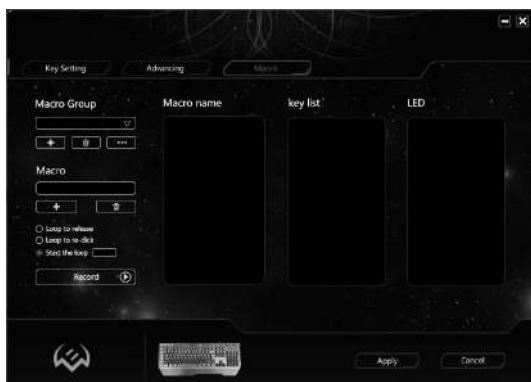 Key Setting
Advancing
Macro
Macro Group
Macro name
key list
LED
Macro
Loop to release
Loop to re-click
Start the loop
Record
Apply
Cancel